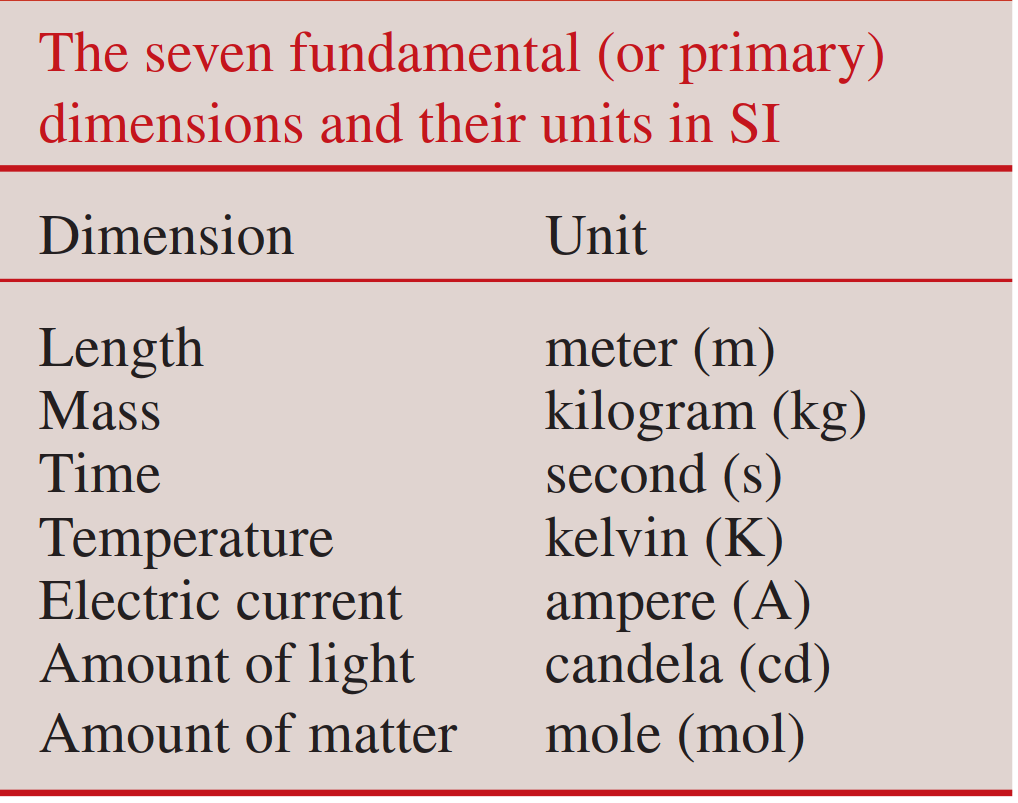 The seven fundamental (or primary)
dimensions and their units in SI
Dimension Unit
Length meter (m)
Mass kilogram (kg)
Time second (s)
Temperature kelvin (K)
Electric current ampere (A)
Amount of light candela (cd)
Amount of matter mole (mol)